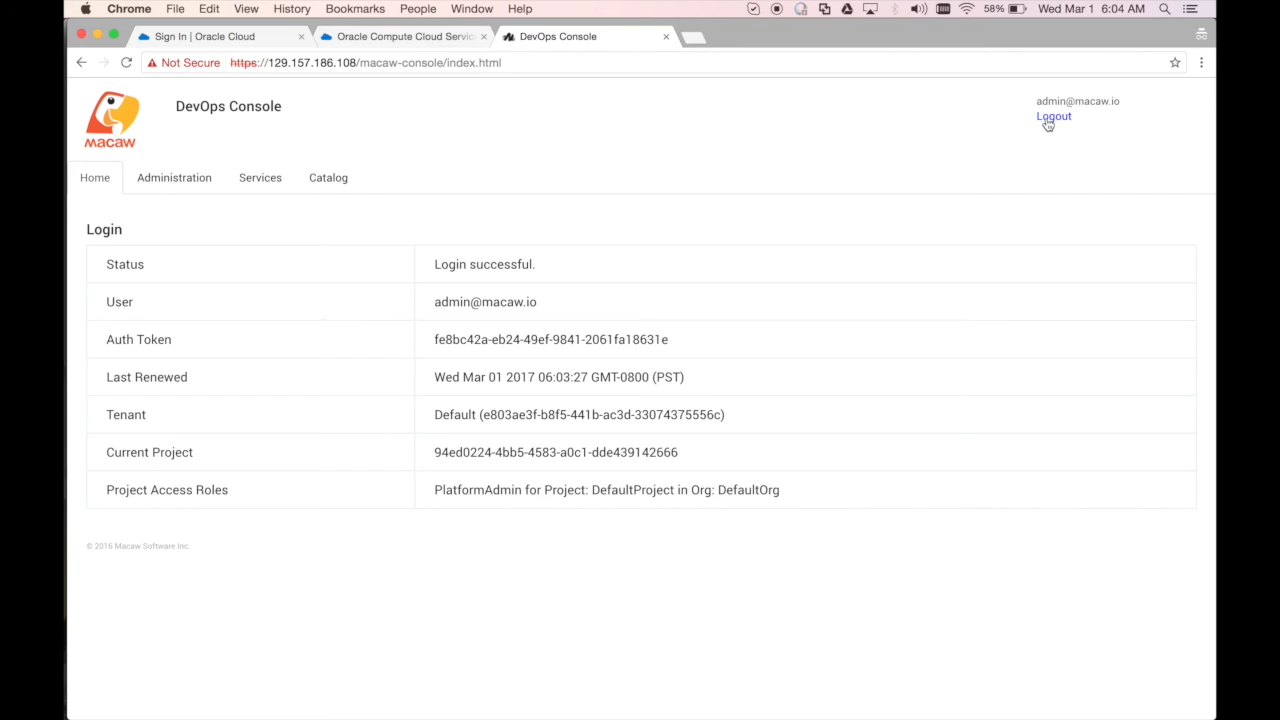 Chrome File Edit View History Bookmarks People Window Help 58% Wed Mar 1 6:04 AM
Sign In | Oracle Cloud Oracle Compute Cloud Servic DevOps Console
Not Secure https://129.157.186.108/macaw-console/index.html
MACAW
DevOps Console
admin@macaw.io
Logout
Home Administration Services Catalog
Login
Status Login successful.
User admin@macaw.io
Auth Token fe8bc42a-eb24-49ef-9841-2061fa18631e
Last Renewed Wed Mar 01 2017 06:03:27 GMT-0800 (PST)
Tenant Default (e803ae3f-b8f5-441b-ac3d-33074375556c)
Current Project 94ed0224-4bb5-4583-a0c1-dde439142666
Project Access Roles PlatformAdmin for Project: DefaultProject in Org: DefaultOrg
© 2016 Macaw Software Inc.